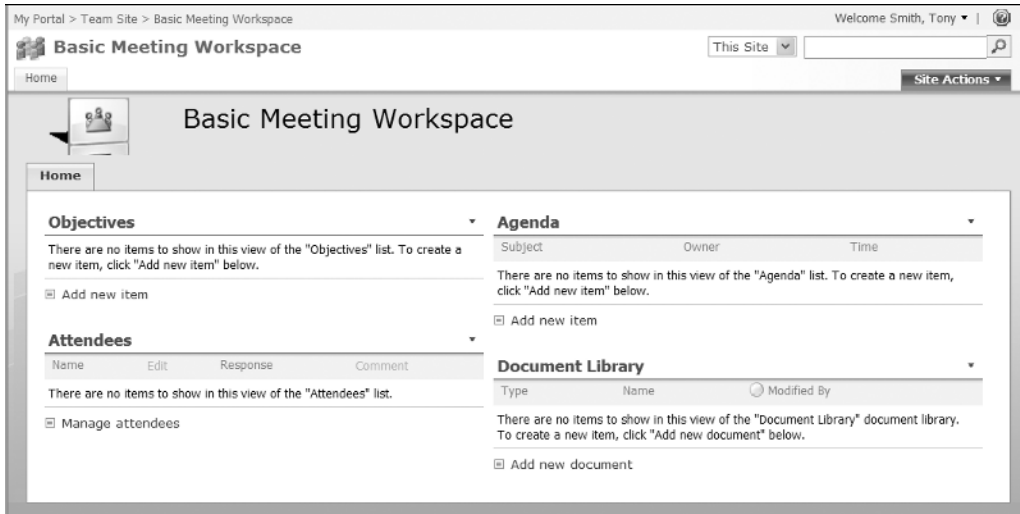 My Portal > Team Site > Basic Meeting Workspace
Welcome Smith, Tony
Basic Meeting Workspace
This Site
Home
Site Actions
Basic Meeting Workspace
Home
Objectives
There are no items to show in this view of the "Objectives" list. To create a
new item, click "Add new item" below.
Add new item
Attendees
Name Edit Response Comment
There are no items to show in this view of the "Attendees" list.
Manage attendees
Agenda
Subject Owner Time
There are no items to show in this view of the "Agenda" list. To create a new item,
click "Add new item" below.
Add new item
Document Library
Type Name Modified By
There are no items to show in this view of the "Document Library" document library.
To create a new item, click "Add new document" below.
Add new document